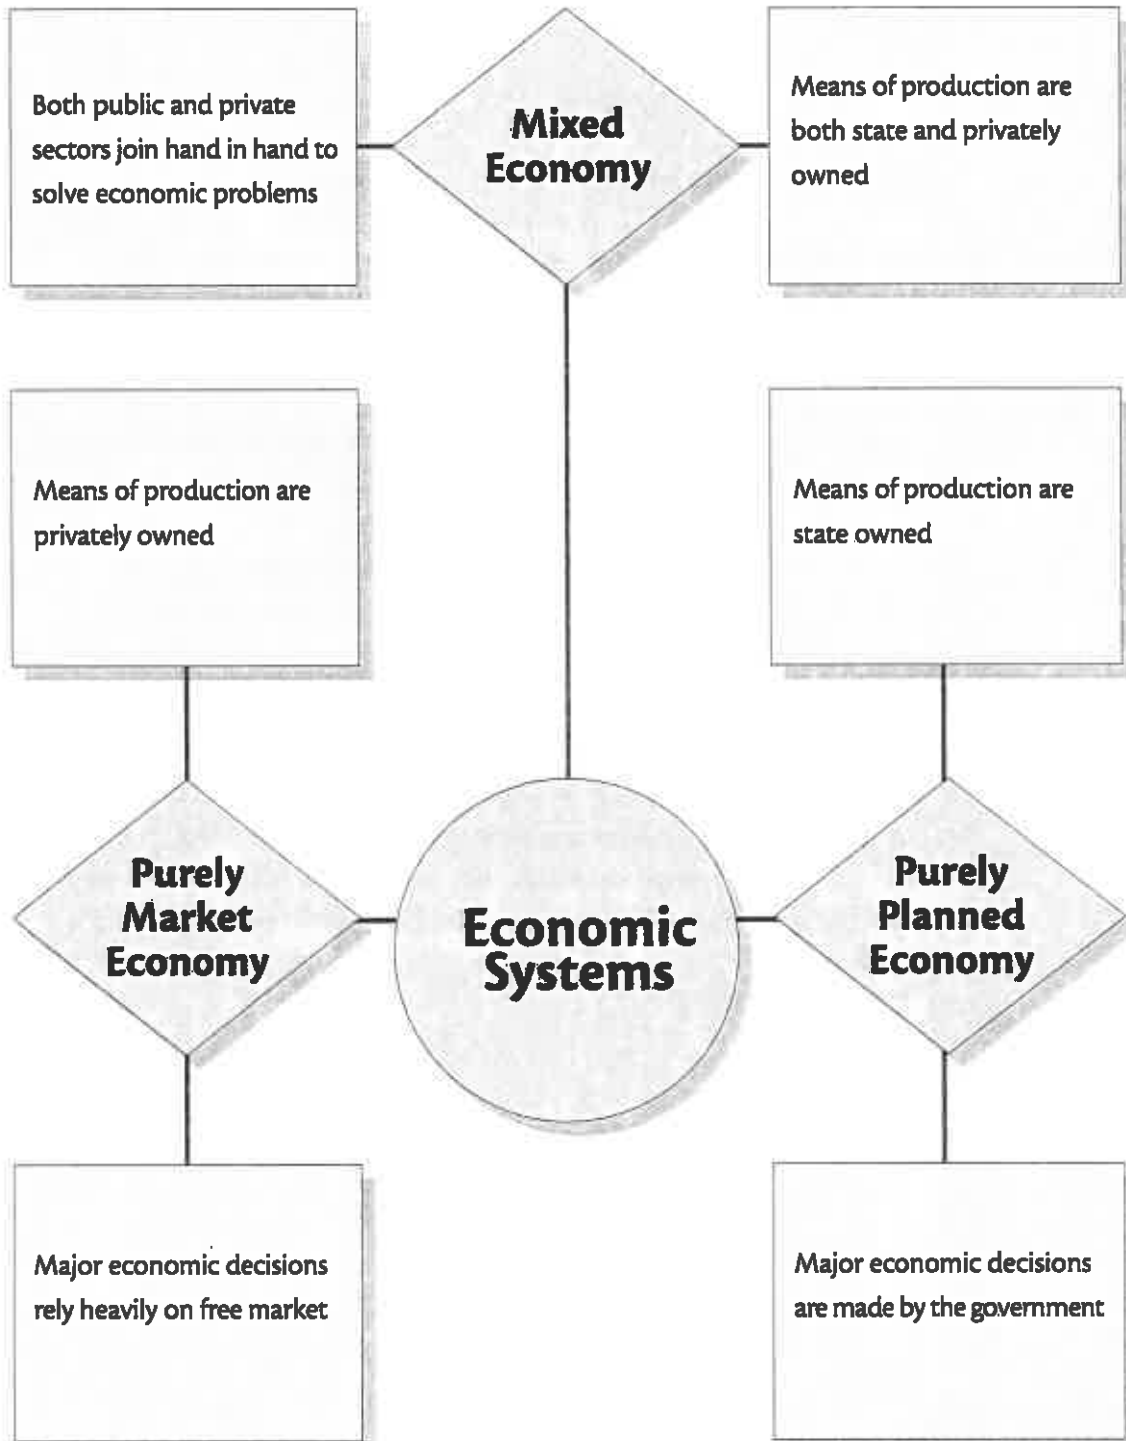 Both public and private
sectors join hand in hand to
solve economic problems
Mixed
Economy
Means of production are
both state and privately
owned
Means of production are
privately owned
Means of production are
state owned
Purely
Market
Economy
Economic
Systems
Purely
Planned
Economy
Major economic decisions
rely heavily on free market
Major economic decisions
are made by the government